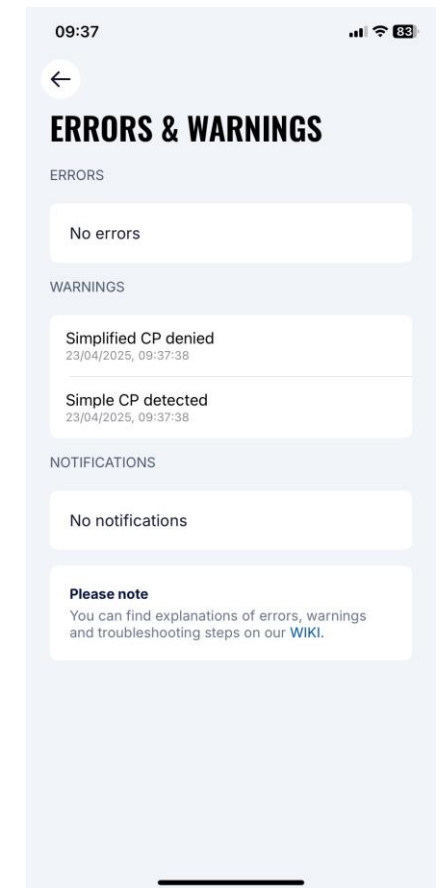 09:37
83
ERRORS & WARNINGS
ERRORS
No errors
WARNINGS
Simplified CP denied
23/04/2025, 09:37:38
Simple CP detected
23/04/2025, 09:37:38
NOTIFICATIONS
No notifications
Please note
You can find explanations of errors, warnings
and troubleshooting steps on our WIKI.